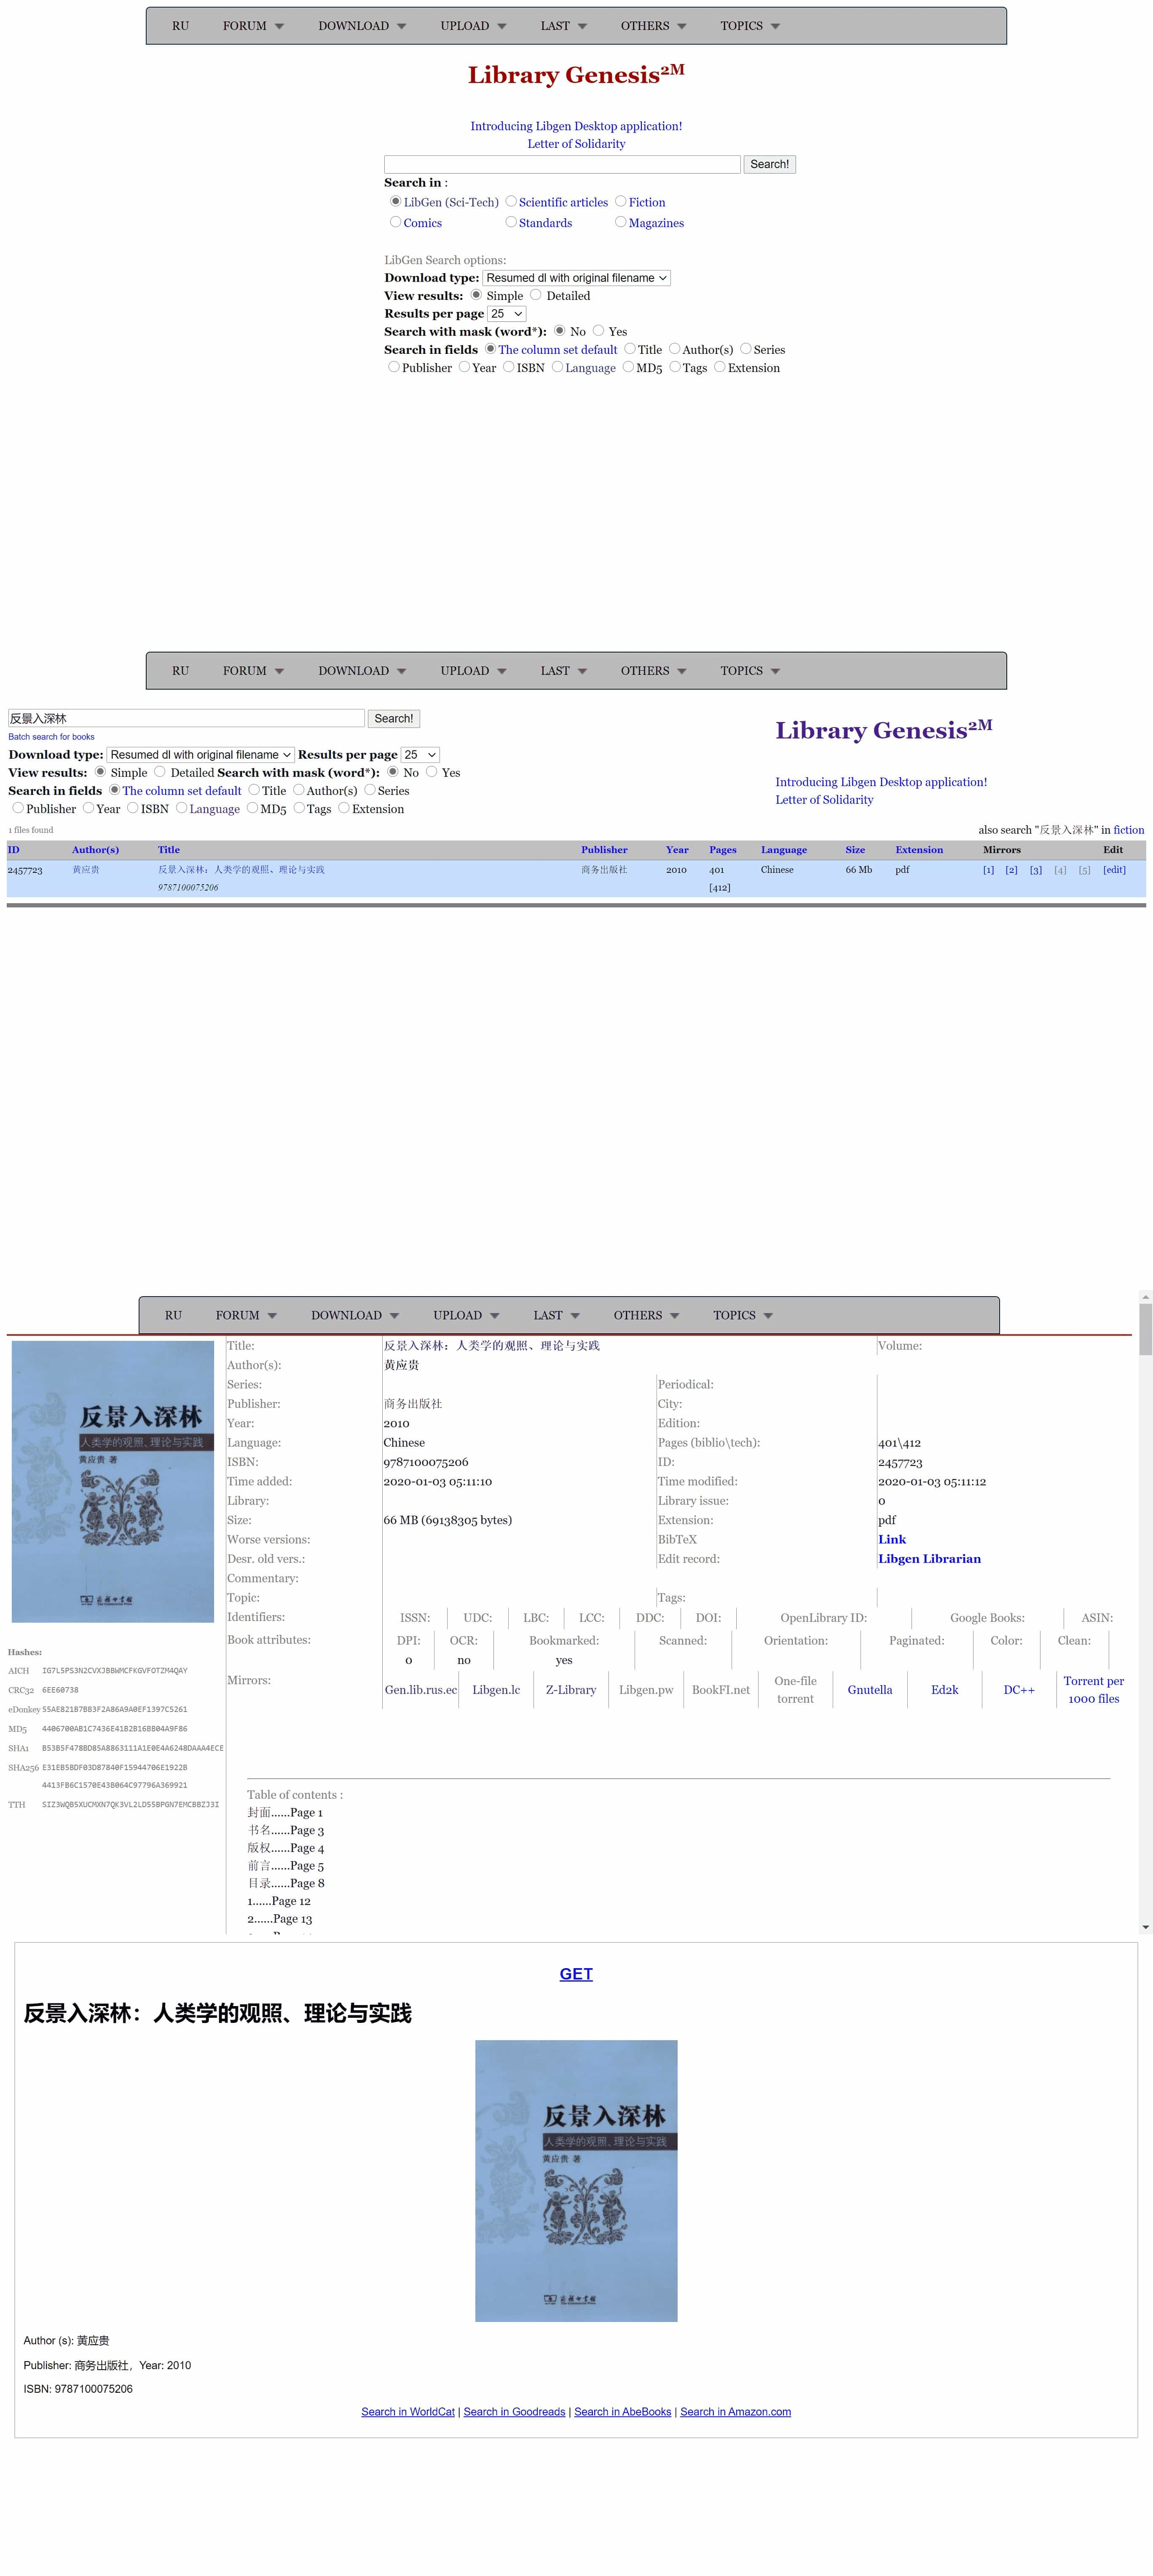 RU FORUM DOWNLOAD UPLOAD LAST OTHERS TOPICS
Library Genesis2M
Introducing Libgen Desktop application!
Letter of Solidarity
Search!
Search in :
LibGen (Sci-Tech) Scientific articles Fiction
Comics Standards Magazines
LibGen Search options:
Download type: Resumed dl with original filename
View results: Simple Detailed
Results per page 25
Search with mask (word*): No Yes
Search in fields The column set default Title Author(s) Series
Publisher Year ISBN Language MD5 Tags Extension
RU FORUM DOWNLOAD UPLOAD LAST OTHERS TOPICS
反景入深林 Search!
Library Genesis2M
Batch search for books
Download type: Resumed dl with original filename Results per page 25
View results: Simple Detailed Search with mask (word*): No Yes
Introducing Libgen Desktop application!
Search in fields The column set default Title Author(s) Series
Letter of Solidarity
Publisher Year ISBN Language MD5 Tags Extension
1 files found also search "反景入深林" in fiction
ID Author(s) Title Publisher Year Pages Language Size Extension Mirrors Edit
2457723 黄应贵 反景入深林：人类学的观照、理论与实践 商务出版社 2010 401 Chinese 66 Mb pdf [1] [2] [3] [4] [5] [edit]
9787100075206 [412]
RU FORUM DOWNLOAD UPLOAD LAST OTHERS TOPICS
反景入深林
人类学的观照、理论与实践
黄应贵 著
商务印书馆
Title: 反景入深林：人类学的观照、理论与实践 Volume:
Author(s): 黄应贵
Series: Periodical:
Publisher: 商务出版社 City:
Year: 2010 Edition:
Language: Chinese Pages (biblio\tech): 401\412
ISBN: 9787100075206 ID: 2457723
Time added: 2020-01-03 05:11:10 Time modified: 2020-01-03 05:11:12
Library: Library issue: 0
Size: 66 MB (69138305 bytes) Extension: pdf
Worse versions: BibTeX Link
Desr. old vers.: Edit record: Libgen Librarian
Commentary:
Topic: Tags:
Identifiers: ISSN: UDC: LBC: LCC: DDC: DOI: OpenLibrary ID: Google Books: ASIN:
Book attributes: DPI: OCR: Bookmarked: Scanned: Orientation: Paginated: Color: Clean:
0 no yes
Mirrors: Gen.lib.rus.ec Libgen.lc Z-Library Libgen.pw BookFI.net One-file torrent Gnutella Ed2k DC++ Torrent per 1000 files
Hashes:
AICH IG7L5PS3N2CVXJBBWMCFKGVFOTZM4QAY
CRC32 6EE60738
eDonkey 55AE821B7BB3F2A86A9A0EF1397C5261
MD5 4406700AB1C7436E41B2B16BB04A9F86
SHA1 B53B5F478BD85A8863111A1E0E4A6248DAAA4ECE
SHA256 E31EB5BDF03D87840F15944706E1922B
4413FB6C1570E43B064C97796A369921
TTH SIZ3WQB5XUCMXN7QK3VL2LD55BPGN7EMCBBZJ3I
Table of contents :
封面......Page 1
书名......Page 3
版权......Page 4
前言......Page 5
目录......Page 8
1......Page 12
2......Page 13
GET
反景入深林：人类学的观照、理论与实践
反景入深林
人类学的观照、理论与实践
黄应贵 著
商务印书馆
Author (s): 黄应贵
Publisher: 商务出版社，Year: 2010
ISBN: 9787100075206
Search in WorldCat | Search in Goodreads | Search in AbeBooks | Search in Amazon.com